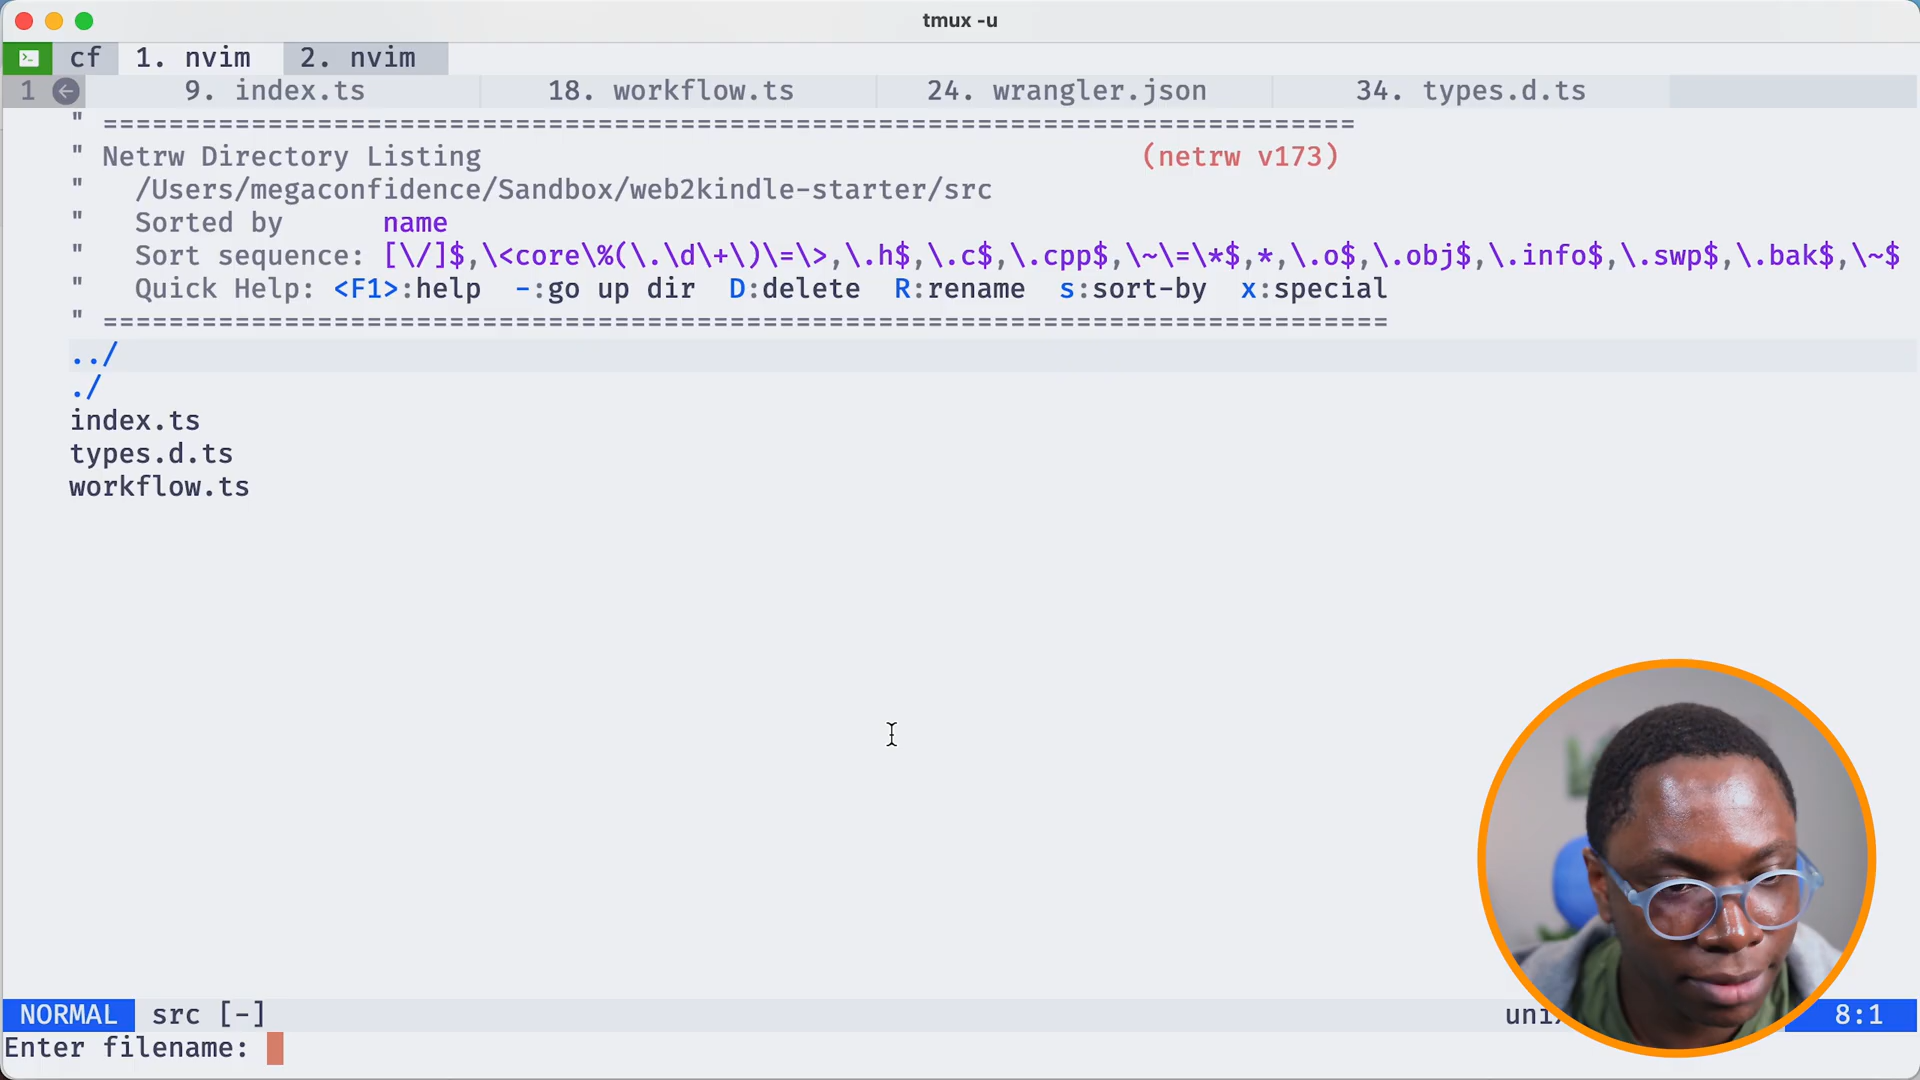 tmux -u
cf 1. nvim 2. nvim
1 9. index.ts 18. workflow.ts 24. wrangler.json 34. types.d.ts
" ============================================================================
" Netrw Directory Listing (netrw v173)
" /Users/megaconfidence/Sandbox/web2kindle-starter/src
" Sorted by name
" Sort sequence: [\/]$,\<core\%(\.\d\+\)\=\>,\.h$,\.c$,\.cpp$,\~\=\*$,*,\.o$,\.obj$,\.info$,\.swp$,\.bak$,\~$
" Quick Help: <F1>:help -:go up dir D:delete R:rename s:sort-by x:special
" ==============================================================================
../
./
index.ts
types.d.ts
workflow.ts
NORMAL src [-] 8:1
Enter filename: